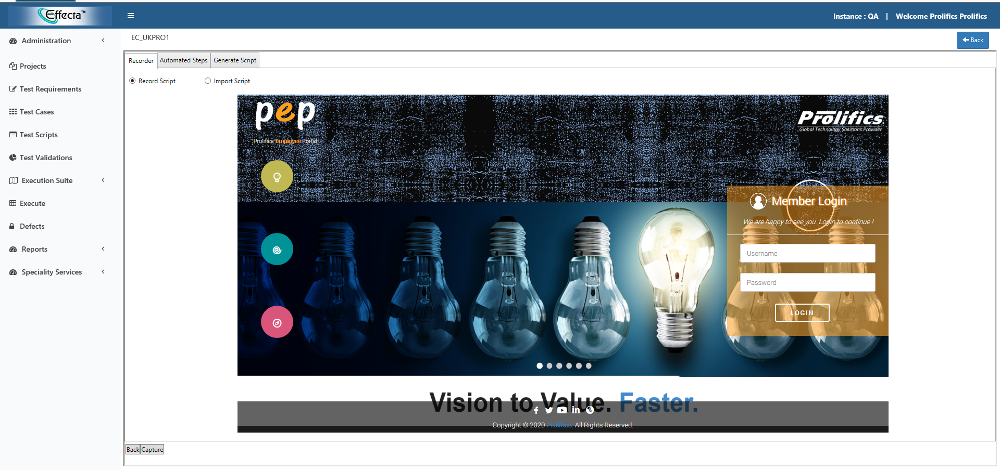 Effecta™
Instance : QA | Welcome Prolifics Prolifics
Administration
Projects
Test Requirements
Test Cases
Test Scripts
Test Validations
Execution Suite
Execute
Defects
Reports
Speciality Services
EC_UKPRO1
Back
Recorder
Automated Steps
Generate Script
Record Script
Import Script
pep
Prolifics Employee Portal
Prolifics
Global Technology Solutions Provider
Member Login
We are happy to see you. Login to continue !
Username
Password
LOGIN
Vision to Value. Faster.
Copyright © 2020 Prolifics. All Rights Reserved.
Back
Capture